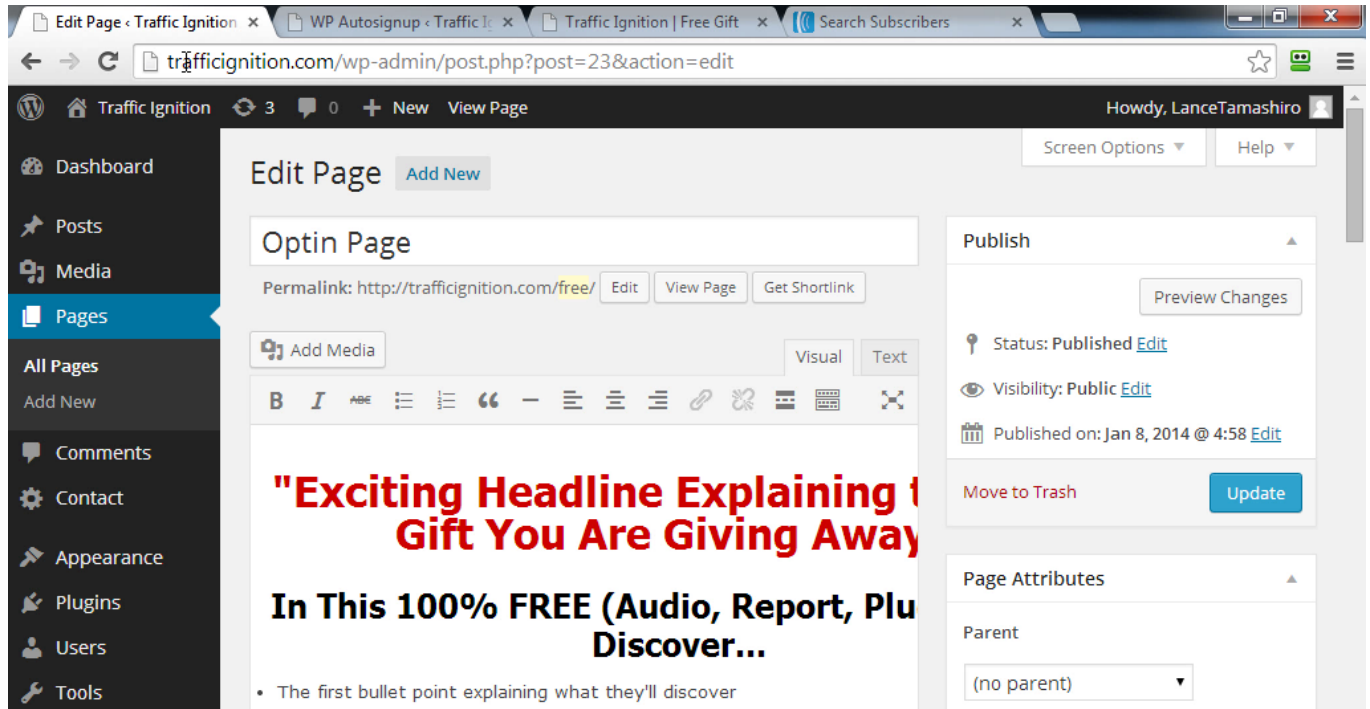 Edit Page ‹ Traffic Ignition
WP Autosignup ‹ Traffic Ig
Traffic Ignition | Free Gift
Search Subscribers
trafficignition.com/wp-admin/post.php?post=23&action=edit
Traffic Ignition 3 0 + New View Page
Howdy, LanceTamashiro
Dashboard
Posts
Media
Pages
All Pages
Add New
Comments
Contact
Appearance
Plugins
Users
Tools
Screen Options
Help
Edit Page Add New
Optin Page
Permalink: http://trafficignition.com/free/ Edit View Page Get Shortlink
Add Media
Visual Text
B I ABE
"Exciting Headline Explaining t
Gift You Are Giving Away
In This 100% FREE (Audio, Report, Plu
Discover...
• The first bullet point explaining what they'll discover
Publish
Preview Changes
Status: Published Edit
Visibility: Public Edit
Published on: Jan 8, 2014 @ 4:58 Edit
Move to Trash
Update
Page Attributes
Parent
(no parent)